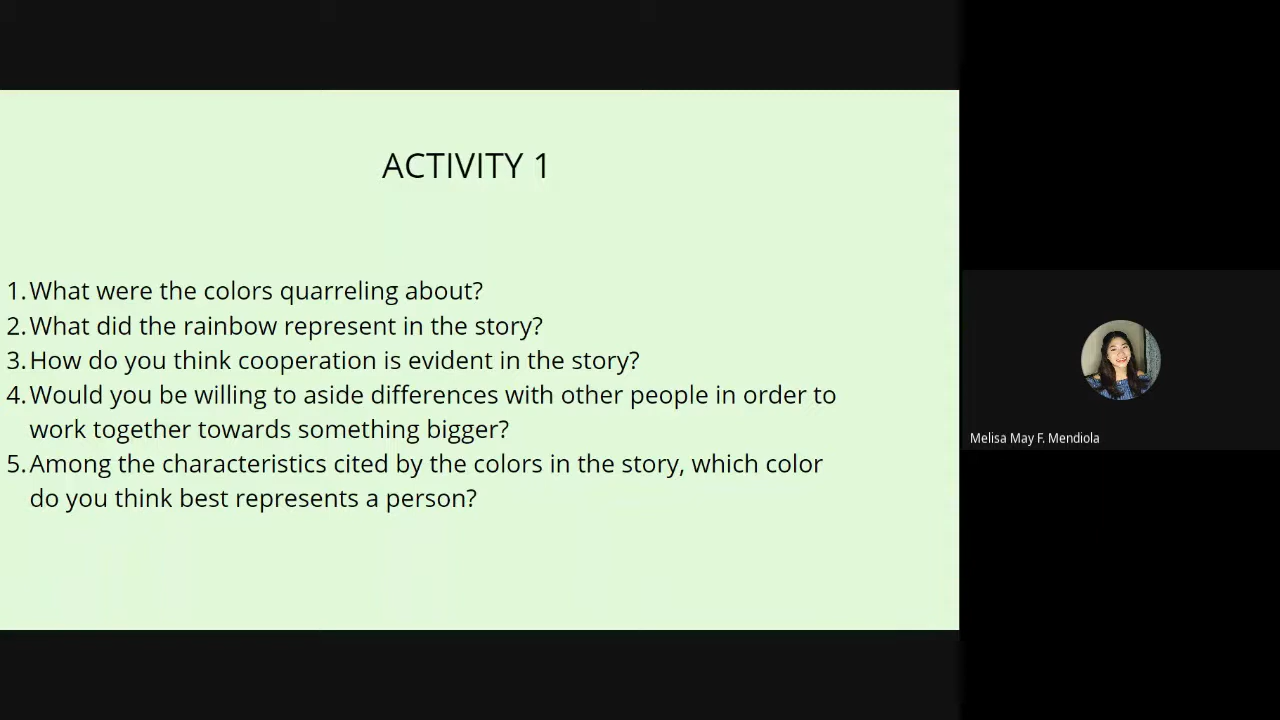 ACTIVITY 1
1. What were the colors quarreling about?
2. What did the rainbow represent in the story?
3. How do you think cooperation is evident in the story?
4. Would you be willing to aside differences with other people in order to
work together towards something bigger?
5. Among the characteristics cited by the colors in the story, which color
do you think best represents a person?
Melisa May F. Mendiola